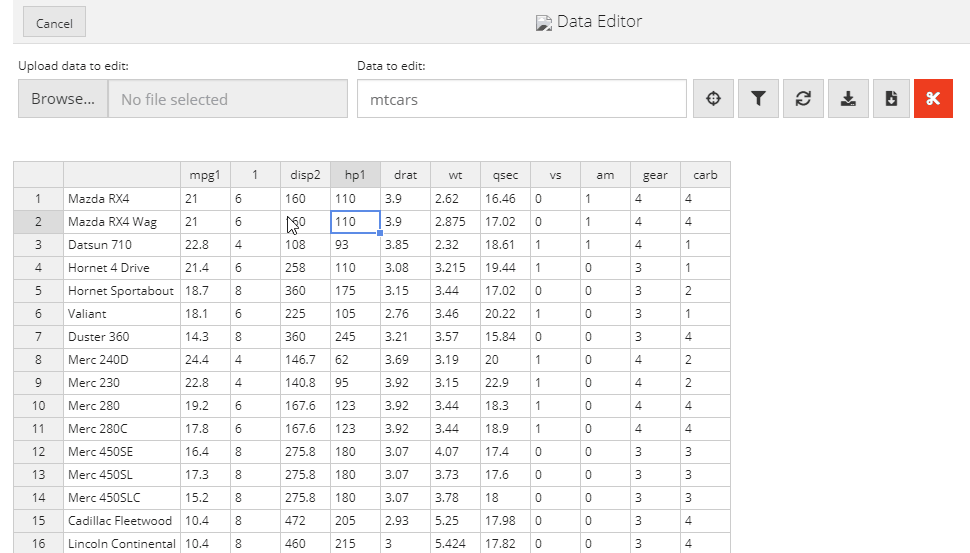 Cancel
Data Editor
Upload data to edit:
Data to edit:
Browse... No file selected
mtcars
mpg1 1 disp2 hp1 drat wt qsec vs am gear carb
1 Mazda RX4 21 6 160 110 3.9 2.62 16.46 0 1 4 4
2 Mazda RX4 Wag 21 6 110 3.9 2.875 17.02 0 1 4 4
3 Datsun 710 22.8 4 108 93 3.85 2.32 18.61 1 1 4 1
4 Hornet 4 Drive 21.4 6 258 110 3.08 3.215 19.44 1 0 3 1
5 Hornet Sportabout 18.7 8 360 175 3.15 3.44 17.02 0 0 3 2
6 Valiant 18.1 6 225 105 2.76 3.46 20.22 1 0 3 1
7 Duster 360 14.3 8 360 245 3.21 3.57 15.84 0 0 3 4
8 Merc 240D 24.4 4 146.7 62 3.69 3.19 20 1 0 4 2
9 Merc 230 22.8 4 140.8 95 3.92 3.15 22.9 1 0 4 2
10 Merc 280 19.2 6 167.6 123 3.92 3.44 18.3 1 0 4 4
11 Merc 280C 17.8 6 167.6 123 3.92 3.44 18.9 1 0 4 4
12 Merc 450SE 16.4 8 275.8 180 3.07 4.07 17.4 0 0 3 3
13 Merc 450SL 17.3 8 275.8 180 3.07 3.73 17.6 0 0 3 3
14 Merc 450SLC 15.2 8 275.8 180 3.07 3.78 18 0 0 3 3
15 Cadillac Fleetwood 10.4 8 472 205 2.93 5.25 17.98 0 0 3 4
16 Lincoln Continental 10.4 8 460 215 3 5.424 17.82 0 0 3 4